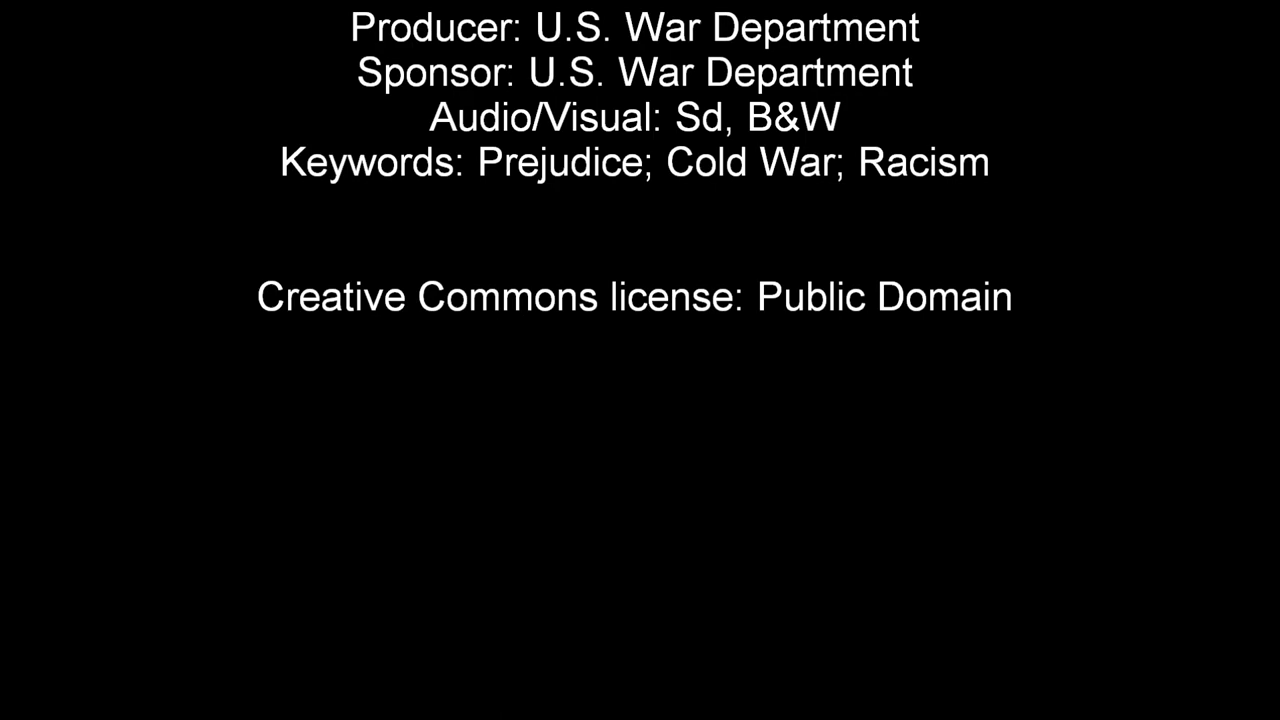 Producer: U.S. War Department
Sponsor: U.S. War Department
Audio/Visual: Sd, B&W
Keywords: Prejudice; Cold War; Racism
Creative Commons license: Public Domain